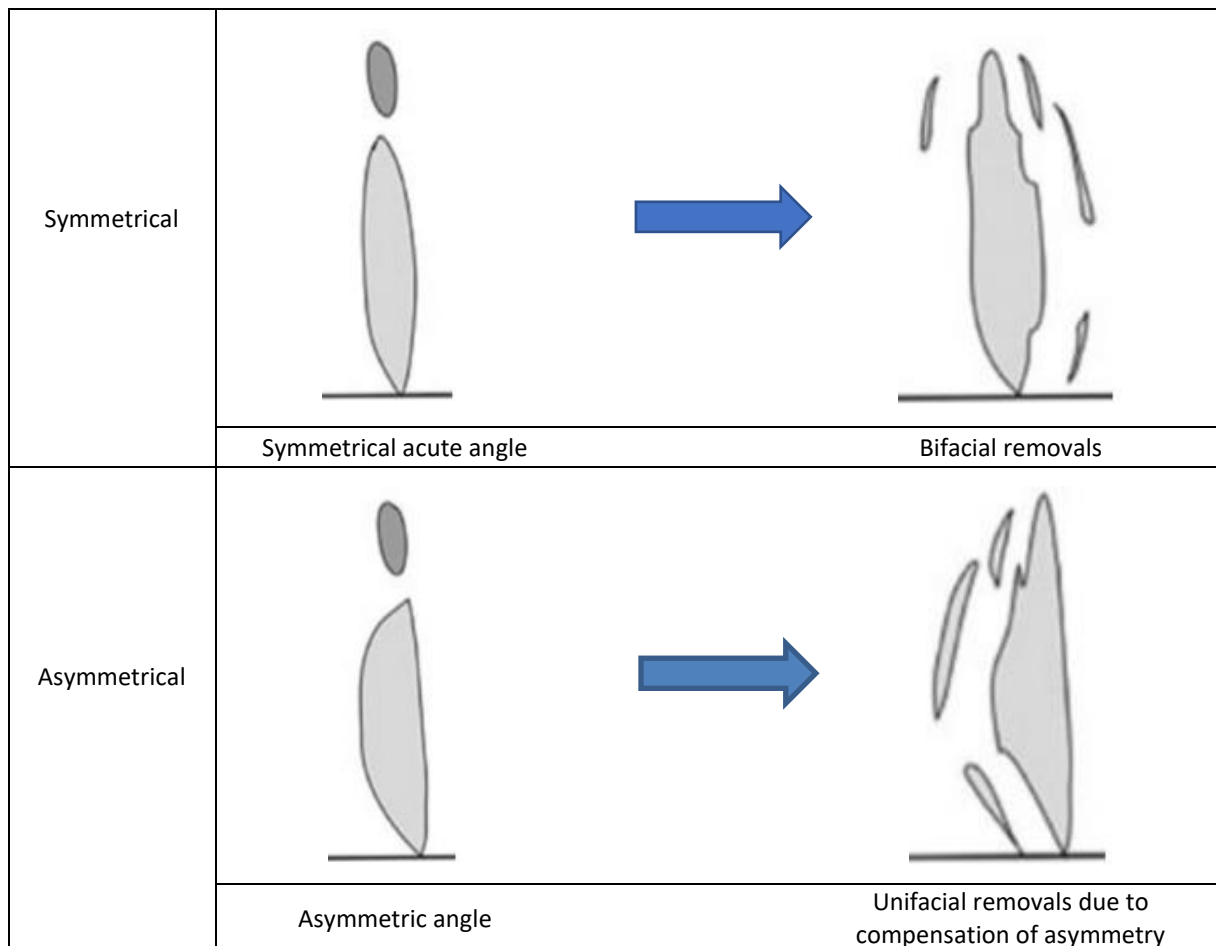 Symmetrical
Symmetrical acute angle
Bifacial removals
Asymmetrical
Asymmetric angle
Unifacial removals due to
compensation of asymmetry